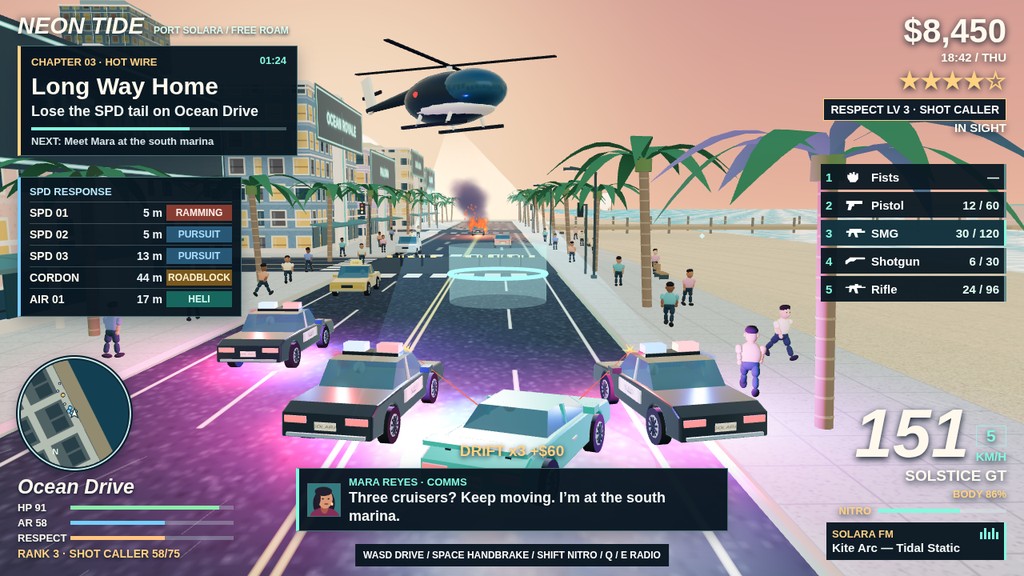 NEON TIDE PORT SOLARA / FREE ROAM
CHAPTER 03 · HOT WIRE 01:24
Long Way Home
Lose the SPD tail on Ocean Drive
NEXT: Meet Mara at the south marina
SPD RESPONSE
SPD 01 5 m RAMMING
SPD 02 5 m PURSUIT
SPD 03 13 m PURSUIT
CORDON 44 m ROADBLOCK
AIR 01 17 m HELI
$8,450
18:42 / THU
RESPECT LV 3 · SHOT CALLER
IN SIGHT
1 Fists —
2 Pistol 12 / 60
3 SMG 30 / 120
4 Shotgun 6 / 30
5 Rifle 24 / 96
OCEAN ROYALE
N
Ocean Drive
HP 91
AR 58
RESPECT
RANK 3 · SHOT CALLER 58/75
DRIFT x3 +$60
MARA REYES · COMMS
Three cruisers? Keep moving. I'm at the south
marina.
WASD DRIVE / SPACE HANDBRAKE / SHIFT NITRO / Q / E RADIO
151 5
KM/H
SOLSTICE GT
BODY 86%
NITRO
SOLARA FM
Kite Arc — Tidal Static